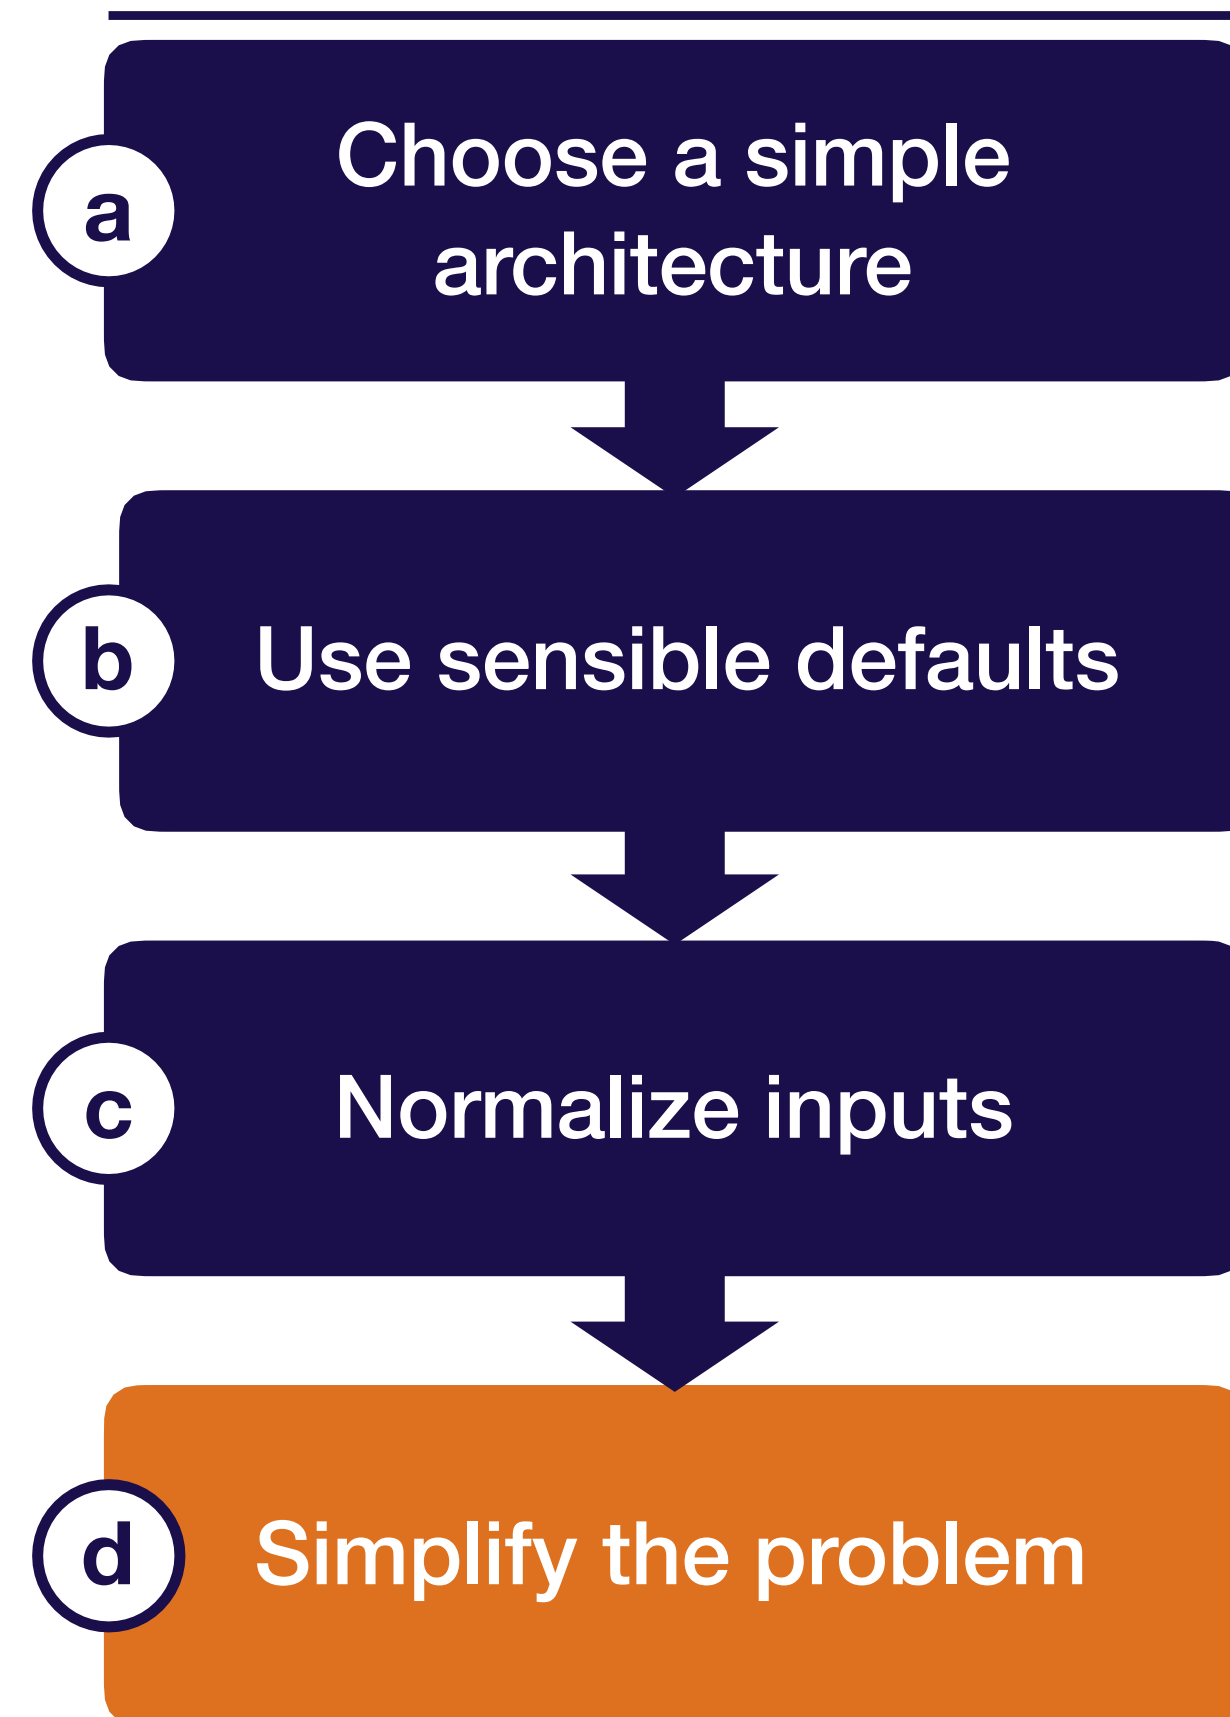 a
Choose a simple
architecture
b
Use sensible defaults
c
Normalize inputs
d
Simplify the problem